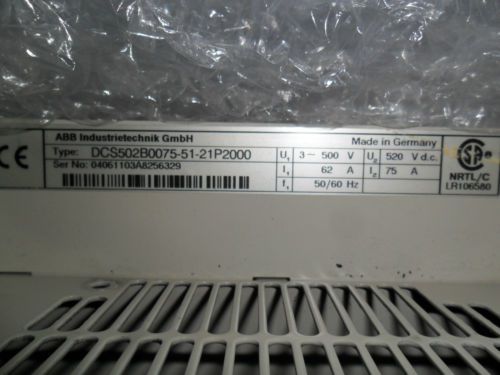 CE
ABB Industrietechnik GmbH Made in Germany
Type: DCS502B0075-51-21P2000
Ser No: 04061103A8256329
U₁ 3~ 500 V U₂ 520 V d.c.
I₁ 62 A I₂ 75 A
f₁ 50/60 Hz
NRTL/C
LR106580